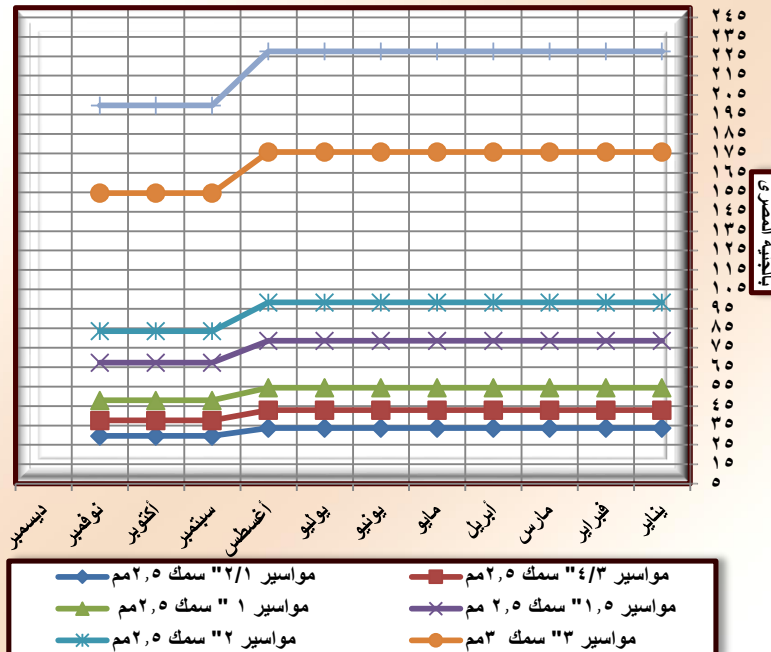 ٢٤٥
٢٣٥
٢٢٥
٢١٥
٢٠٥
١٩٥
١٨٥
١٧٥
١٦٥
١٥٥
١٤٥
١٣٥
١٢٥
١١٥
١٠٥
٩٥
٨٥
٧٥
٦٥
٥٥
٤٥
٣٥
٢٥
١٥
٥
بالجنيه المصرى
يناير
فبراير
مارس
أبريل
مايو
يونيو
يوليو
أغسطس
سبتمبر
أكتوبر
نوفمبر
ديسمبر
مواسير ٢/١" سمك ٢,٥مم
مواسير ٤/٣" سمك ٢,٥مم
مواسير ١ " سمك ٢,٥مم
مواسير ١,٥" سمك ٢,٥ مم
مواسير ٢" سمك ٢,٥مم
مواسير ٣" سمك ٣مم